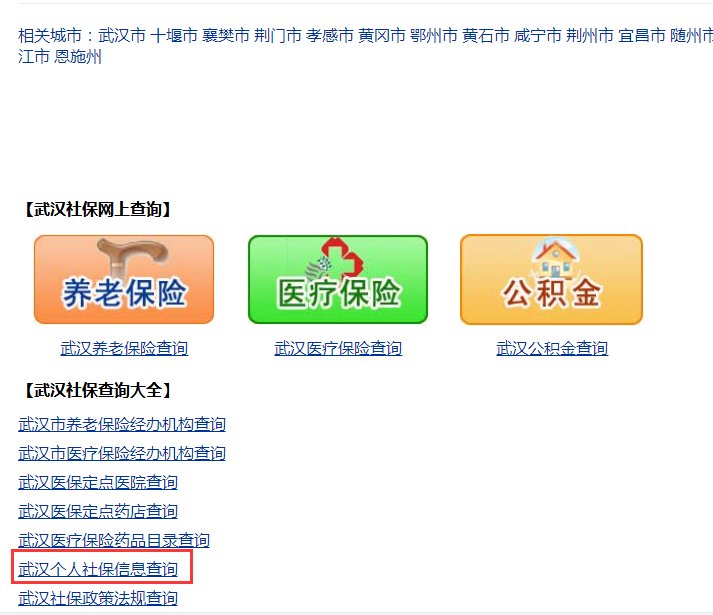 相关城市：武汉市 十堰市 襄樊市 荆门市 孝感市 黄冈市 鄂州市 黄石市 咸宁市 荆州市 宜昌市 随州市
江市 恩施州
【武汉社保网上查询】
养老保险 医疗保险 公积金
武汉养老保险查询 武汉医疗保险查询 武汉公积金查询
【武汉社保查询大全】
武汉市养老保险经办机构查询
武汉市医疗保险经办机构查询
武汉医保定点医院查询
武汉医保定点药店查询
武汉医疗保险药品目录查询
武汉个人社保信息查询
武汉社保政策法规查询